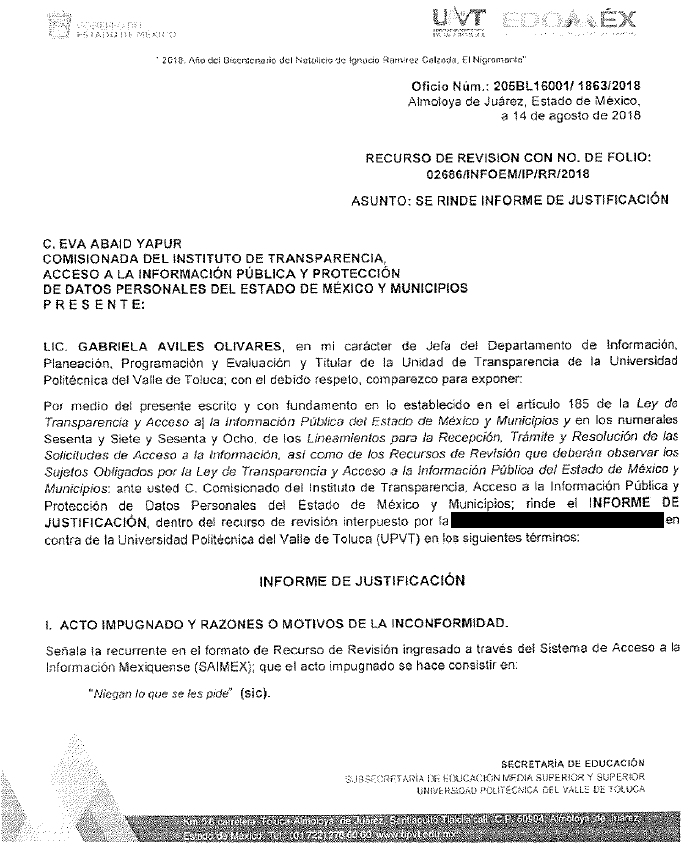 GOBIERNO DEL
ESTADO DE MÉXICO
UVT EDOMÉX
" 2018. Año del Bicentenario del Natalicio de Ignacio Ramírez Calzada, El Nigromante"
Oficio Núm.: 205BL16001/ 1863/2018
Almoloya de Juárez, Estado de México,
a 14 de agosto de 2018
RECURSO DE REVISION CON NO. DE FOLIO:
02686/INFOEM/IP/RR/2018
ASUNTO: SE RINDE INFORME DE JUSTIFICACIÓN
C. EVA ABAID YAPUR
COMISIONADA DEL INSTITUTO DE TRANSPARENCIA,
ACCESO A LA INFORMACIÓN PÚBLICA Y PROTECCIÓN
DE DATOS PERSONALES DEL ESTADO DE MÉXICO Y MUNICIPIOS
P R E S E N T E:
LIC. GABRIELA AVILES OLIVARES, en mi carácter de Jefa del Departamento de Información,
Planeación, Programación y Evaluación y Titular de la Unidad de Transparencia de la Universidad
Politécnica del Valle de Toluca; con el debido respeto, comparezco para exponer:
Por medio del presente escrito y con fundamento en lo establecido en el artículo 185 de la Ley de
Transparencia y Acceso a| la Información Pública del Estado de México y Municipios y en los numerales
Sesenta y Siete y Sesenta y Ocho, de los Lineamientos para la Recepción, Trámite y Resolución de las
Solicitudes de Acceso a la Información, así como de los Recursos de Revisión que deberán observar los
Sujetos Obligados por la Ley de Transparencia y Acceso a la Información Pública del Estado de México y
Municipios; ante usted C. Comisionado del Instituto de Transparencia, Acceso a la Información Pública y
Protección de Datos Personales del Estado de México y Municipios; rinde el INFORME DE
JUSTIFICACIÓN, dentro del recurso de revisión interpuesto por la en
contra de la Universidad Politécnica del Valle de Toluca (UPVT) en los siguientes términos:
INFORME DE JUSTIFICACIÓN
I. ACTO IMPUGNADO Y RAZONES O MOTIVOS DE LA INCONFORMIDAD.
Señala la recurrente en el formato de Recurso de Revisión ingresado a través del Sistema de Acceso a la
Información Mexiquense (SAIMEX); que el acto impugnado se hace consistir en:
"Niegan lo que se les pide" (sic).
SECRETARÍA DE EDUCACIÓN
SUBSECRETARÍA DE EDUCACIÓN MEDIA SUPERIOR Y SUPERIOR
UNIVERSIDAD POLITÉCNICA DEL VALLE DE TOLUCA
Km 5.6 carretera Toluca-Almoloya de Juárez, Santiaguito Tlalcilalcali, C.P. 50904, Almoloya de Juárez,
Estado de México. Tel.: (01 722) 276 60 60. www.upvt.edu.mx